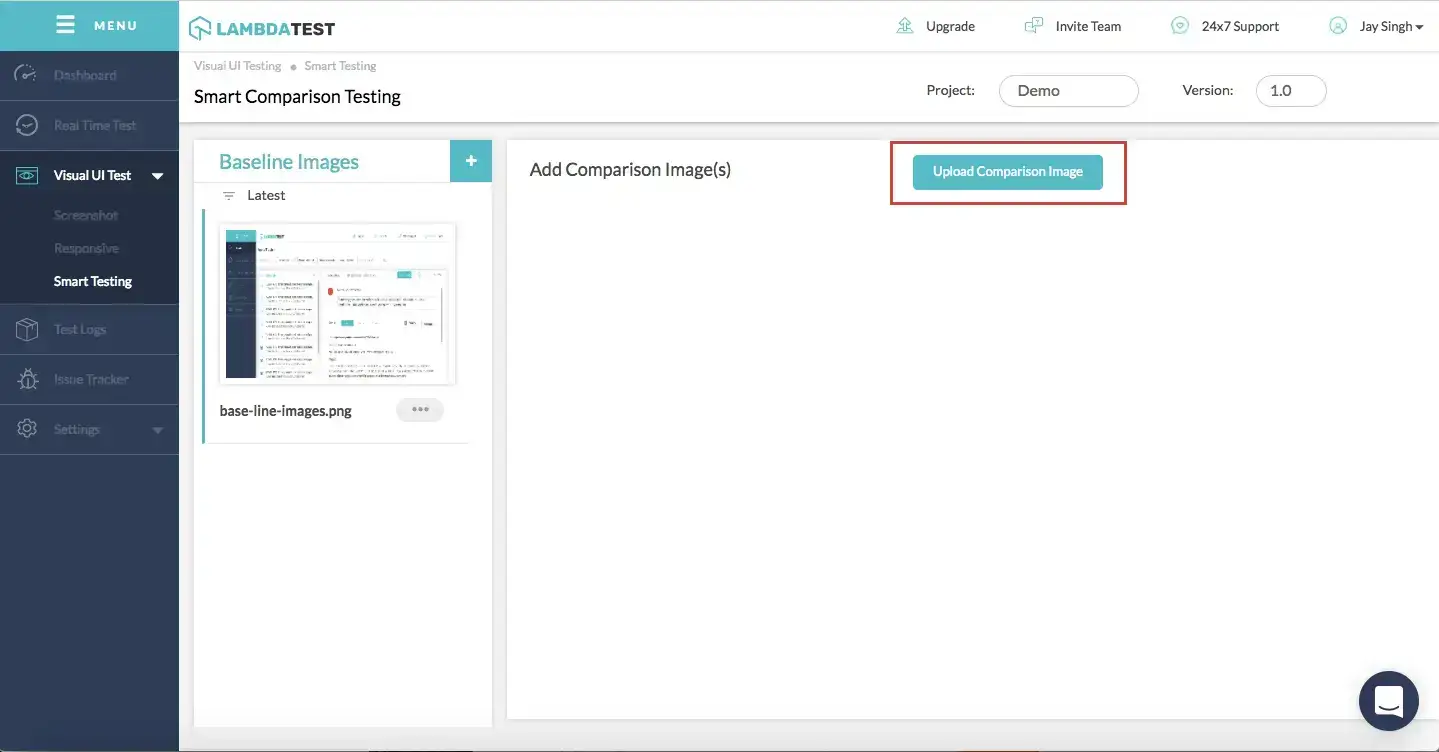 MENU
LAMBDATEST
Upgrade
Invite Team
24x7 Support
Jay Singh
Dashboard
Real Time Test
Visual UI Test
Screenshot
Responsive
Smart Testing
Test Logs
Issue Tracker
Settings
Visual UI Testing Smart Testing
Smart Comparison Testing
Project: Demo
Version: 1.0
Baseline Images +
Latest
LAMBDATEST
base-line-images.png
Add Comparison Image(s)
Upload Comparison Image